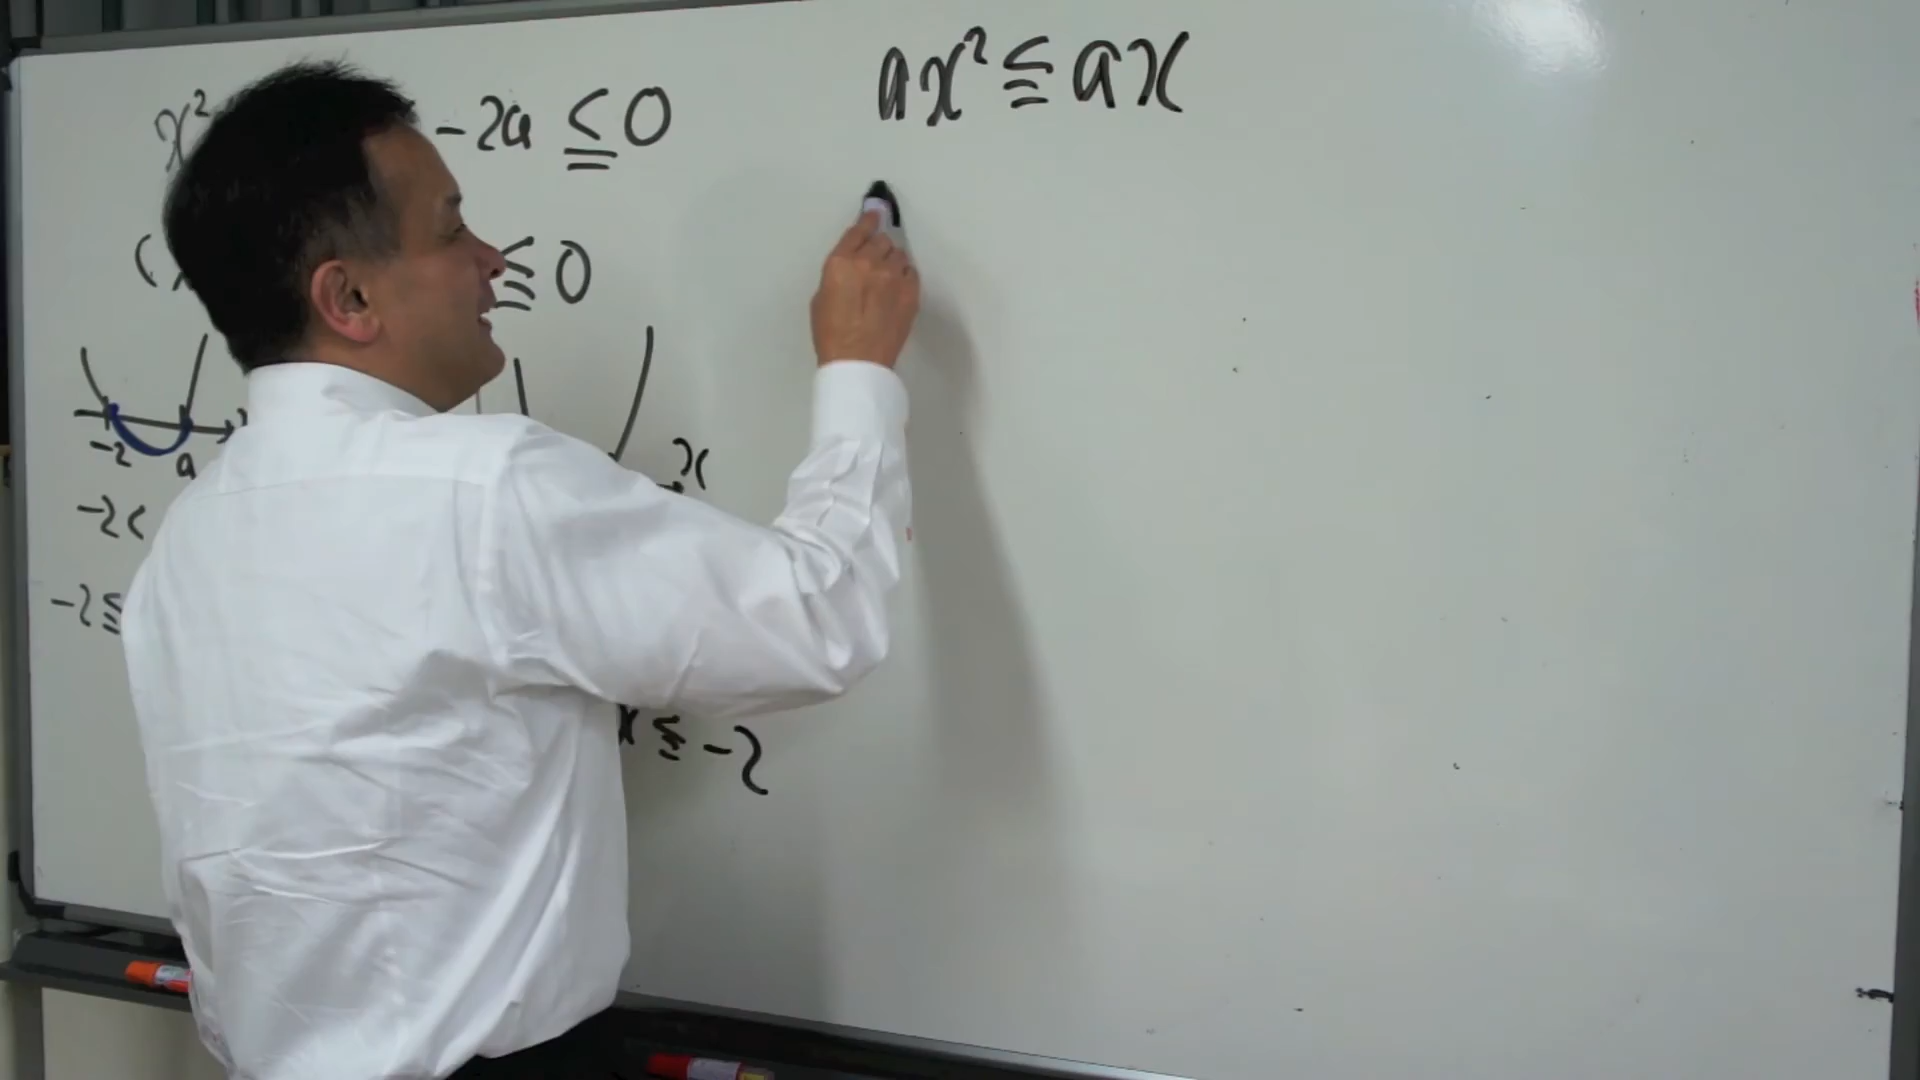 x² -2a ≦ 0
( ≦ 0
-2 a
x
-2<
-2≦
x ≦ -2
ax² ≦ ax